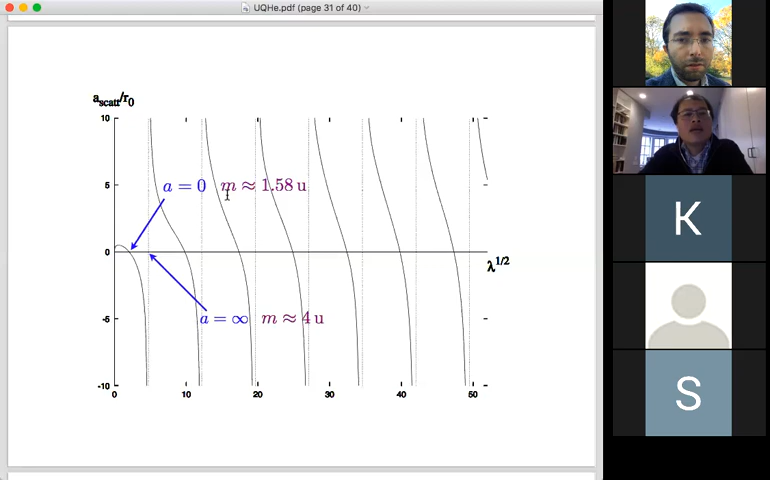 UQHe.pdf (page 31 of 40)
a_scatt/r_0
10
5
0
-5
-10
a = 0 m ≈ 1.58 u
λ^1/2
a = ∞ m ≈ 4 u
0 10 20 30 40 50
K
S